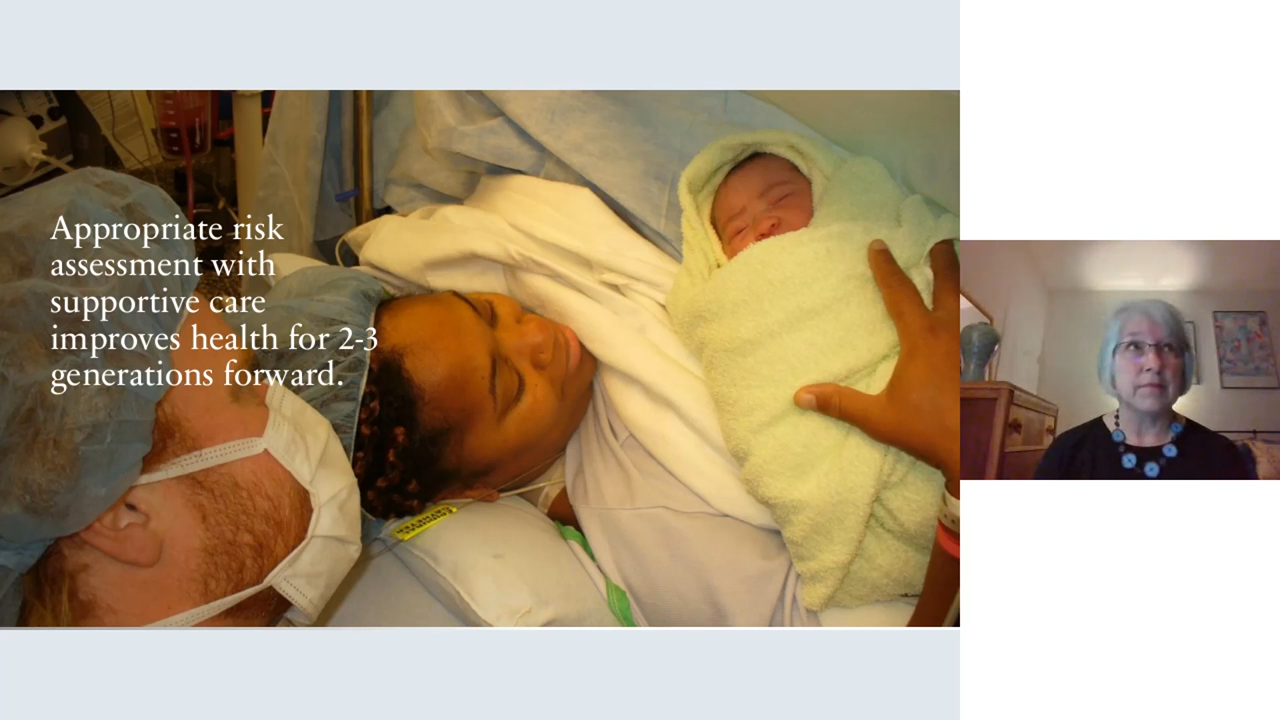 Appropriate risk
assessment with
supportive care
improves health for 2-3
generations forward.